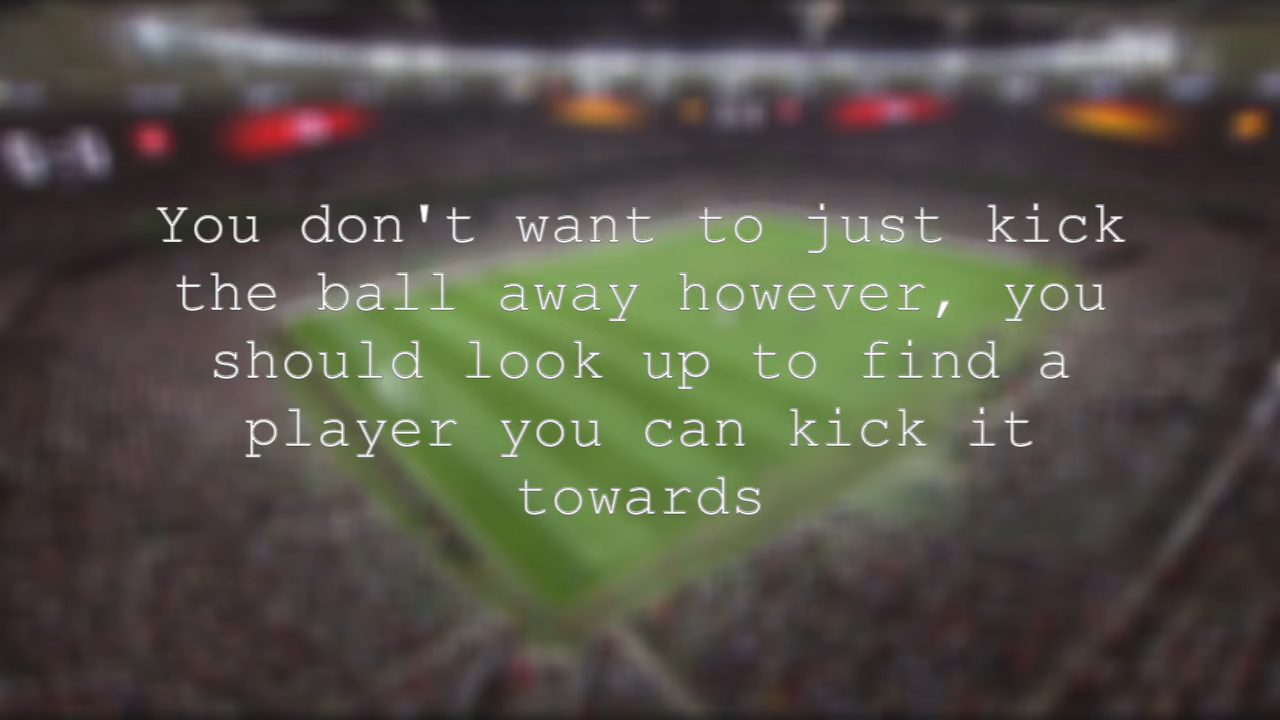 You don't want to just kick
the ball away however, you
should look up to find a
player you can kick it
towards